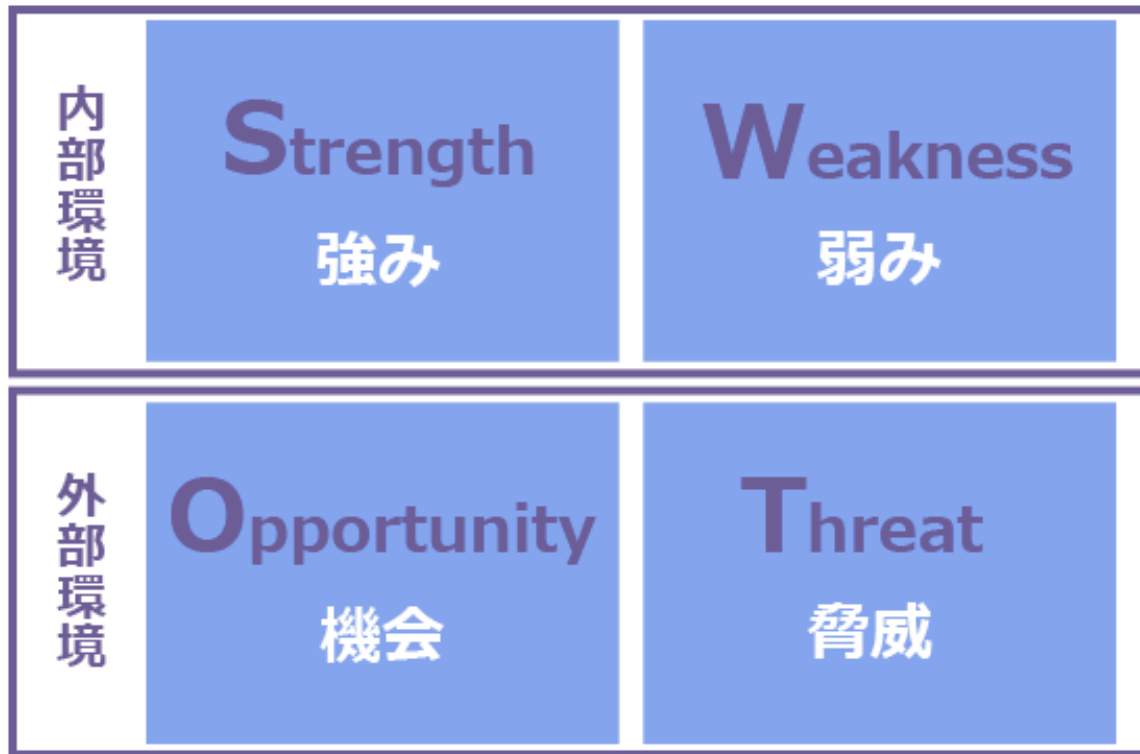 内部環境
Strength
強み
Weakness
弱み
外部環境
Opportunity
機会
Threat
脅威